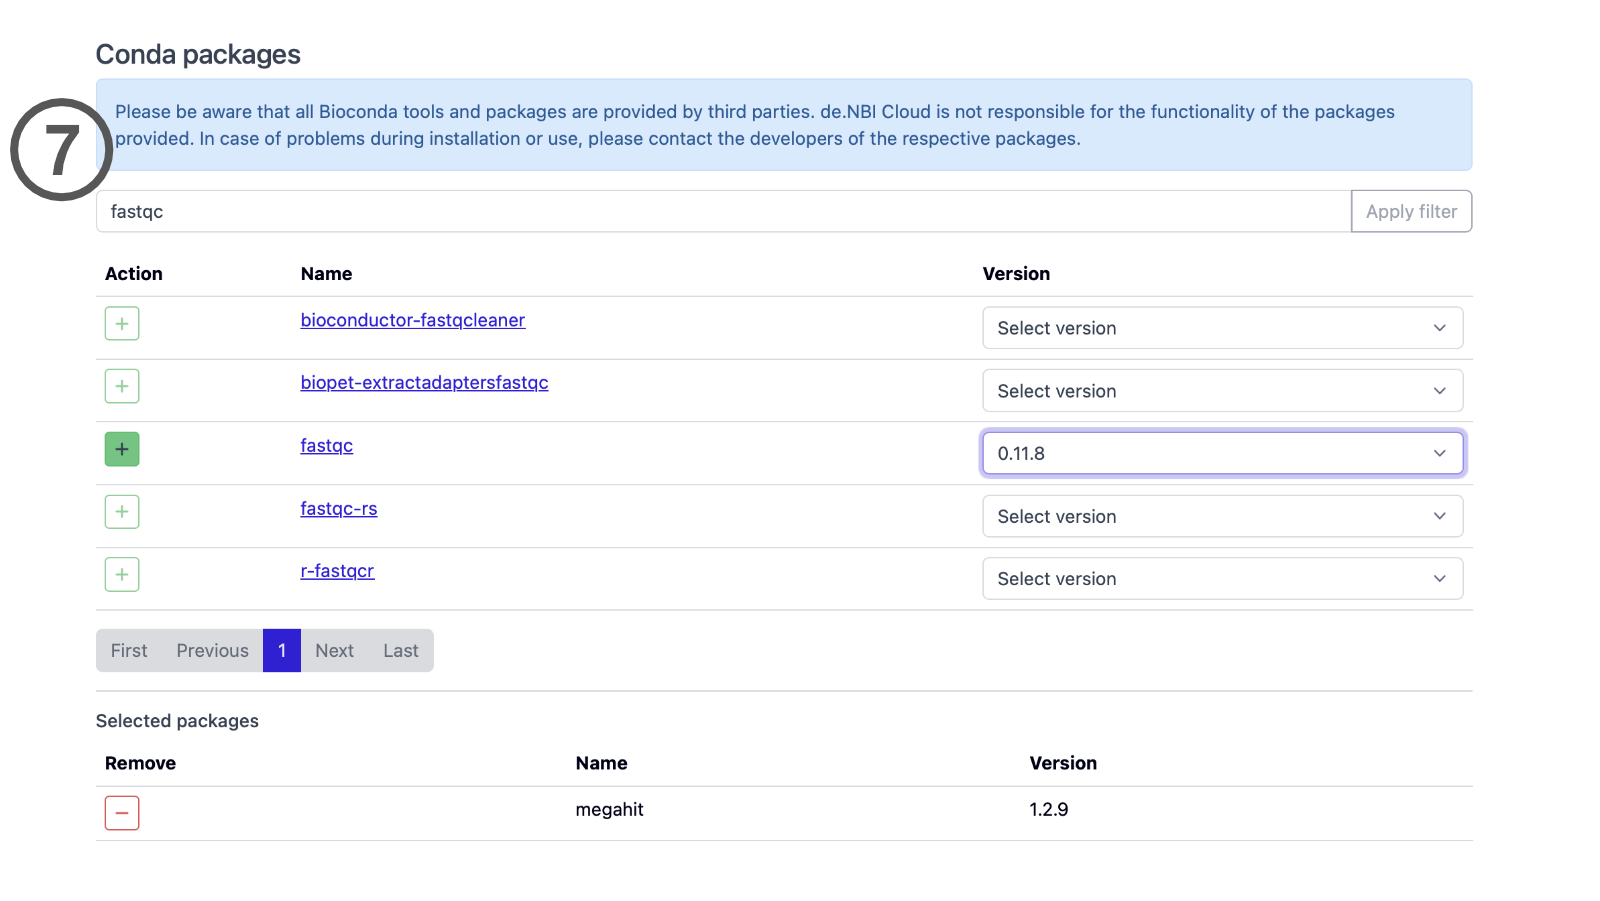 Conda packages
7
Please be aware that all Bioconda tools and packages are provided by third parties. de.NBI Cloud is not responsible for the functionality of the packages
provided. In case of problems during installation or use, please contact the developers of the respective packages.
fastqc Apply filter
Action Name Version
+ bioconductor-fastqcleaner Select version
+ biopet-extractadaptersfastqc Select version
+ fastqc 0.11.8
+ fastqc-rs Select version
+ r-fastqcr Select version
First Previous 1 Next Last
Selected packages
Remove Name Version
− megahit 1.2.9